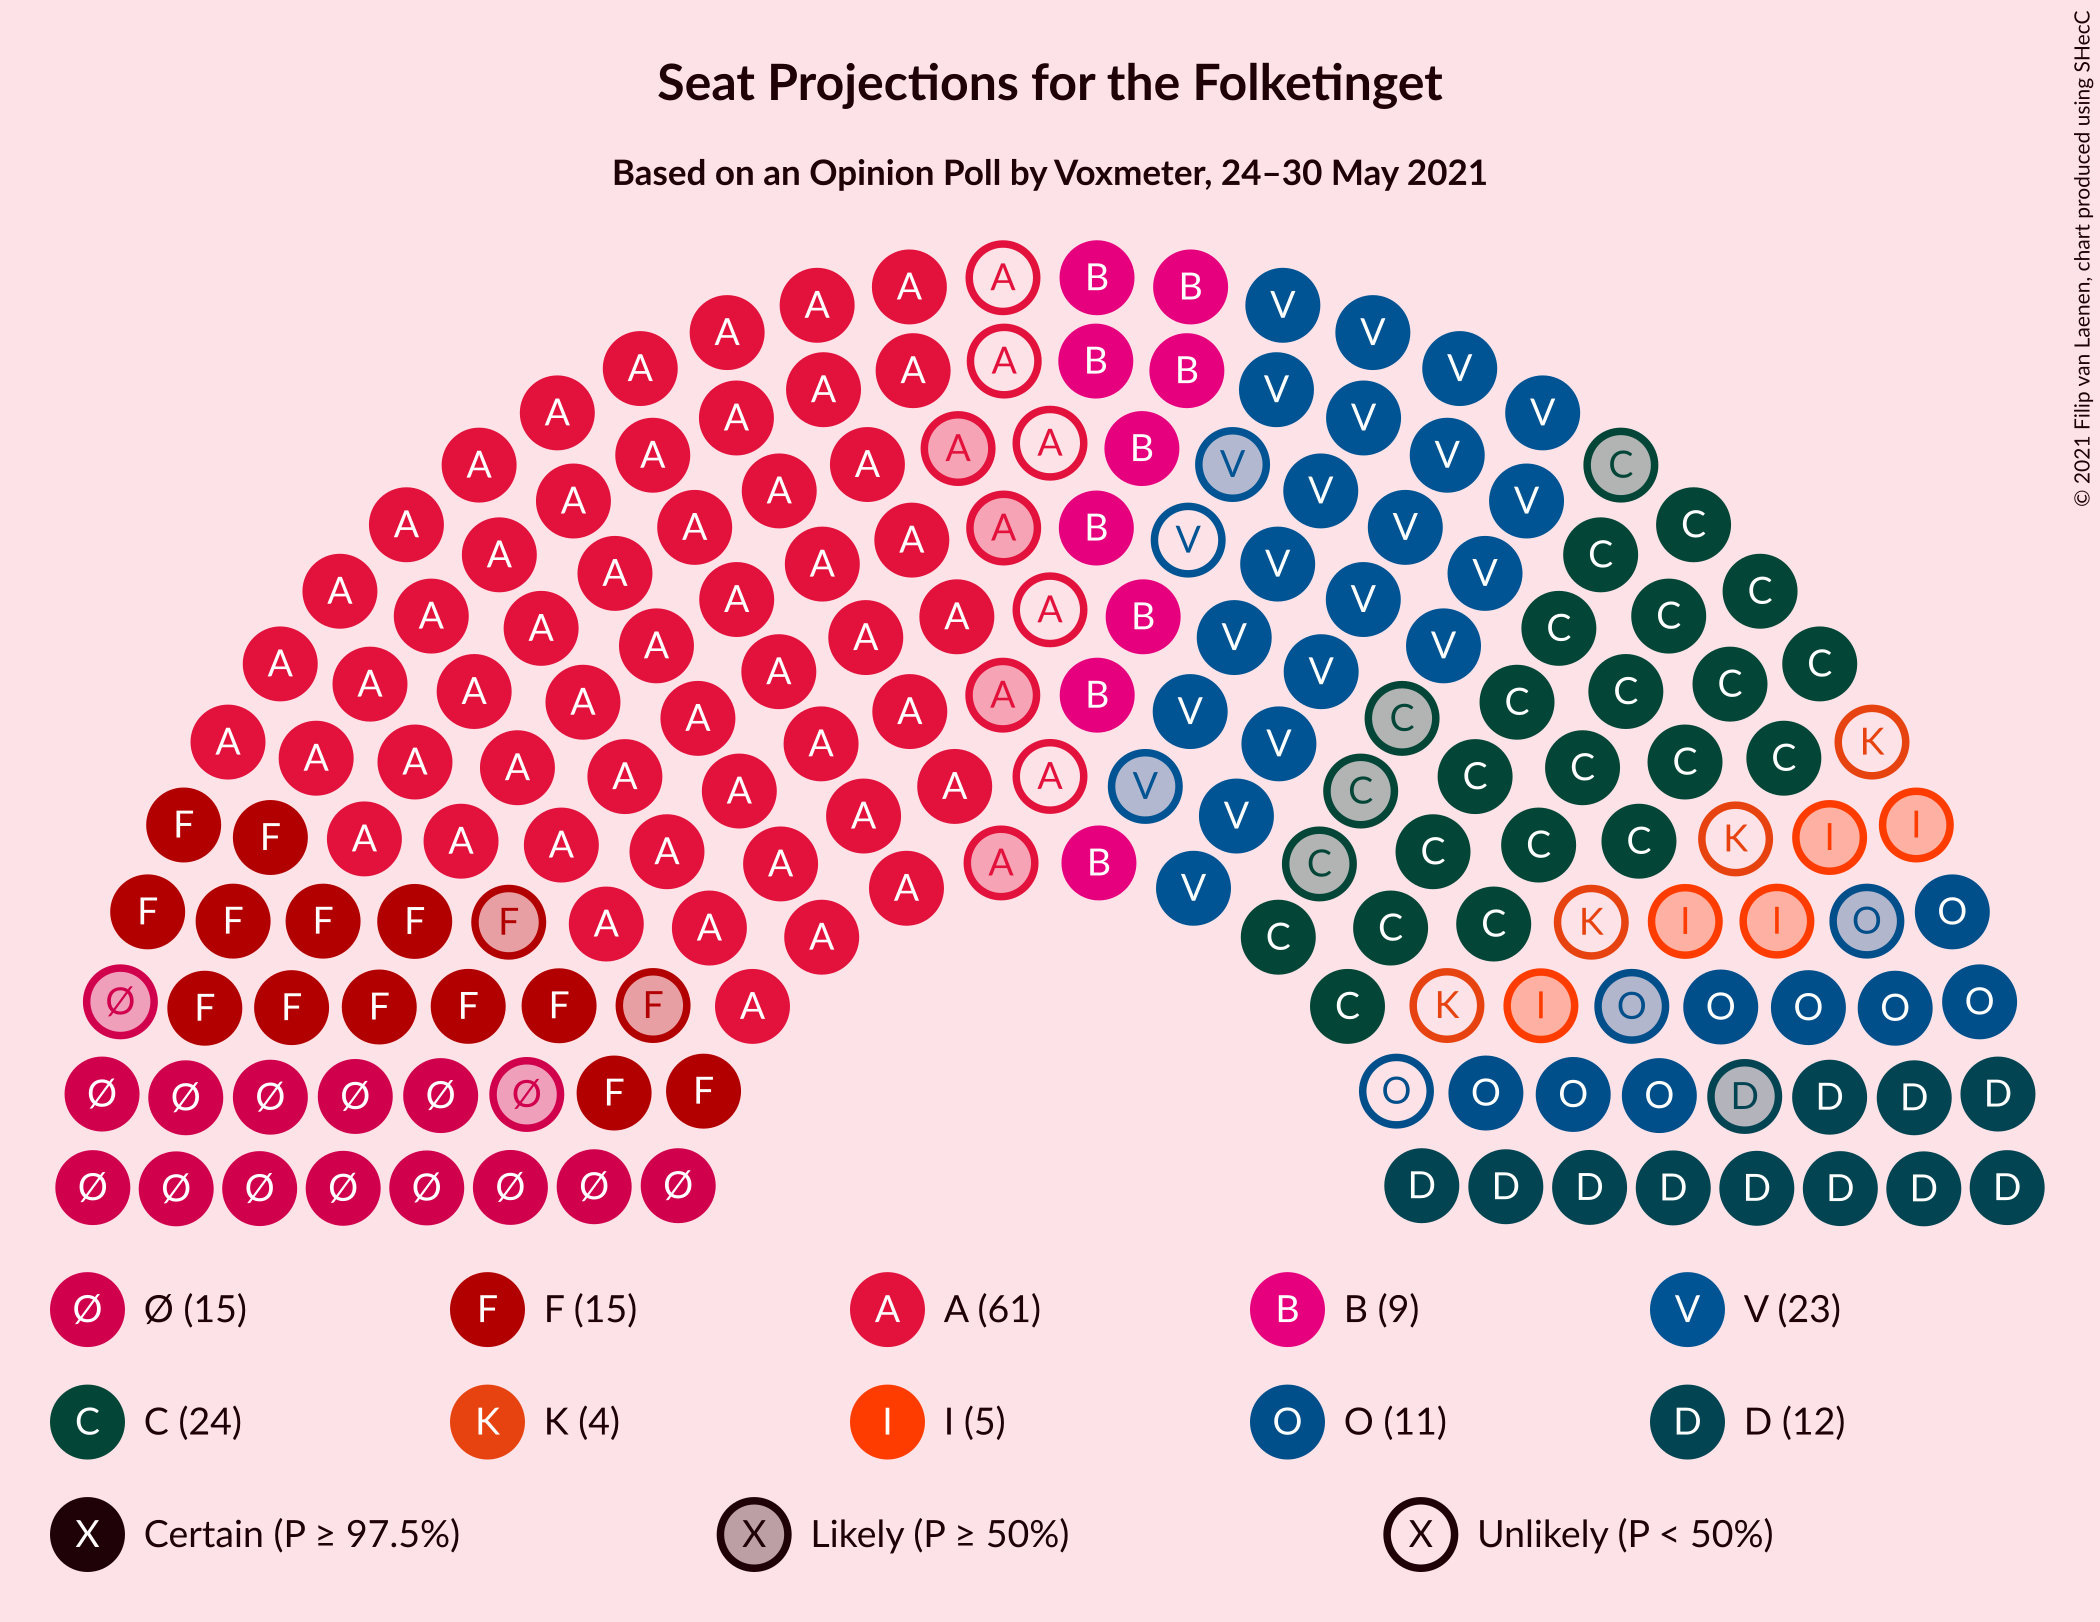 Seat Projections for the Folketinget
Based on an Opinion Poll by Voxmeter, 24–30 May 2021
© 2021 Filip van Laenen, chart produced using SHecC
A A A A B B V V V
A A A A A B B V V V V
A A A A A A B V V V V C
A A A A A A A B V V V V C C
A A A A A A A A B V V V V C C C
A A A A A A A A B V V C C C C C
A A A A A A A A A V V C C C C C K
F F A A A A A A B V C C C C K I I
F F F F F A A A C C C K I I O O
Ø F F F F F F A C K I O O O O O
Ø Ø Ø Ø Ø Ø F F O O O O D D D D
Ø Ø Ø Ø Ø Ø Ø Ø D D D D D D D D
Ø Ø (15) F F (15) A A (61) B B (9) V V (23)
C C (24) K K (4) I I (5) O O (11) D D (12)
X Certain (P ≥ 97.5%) X Likely (P ≥ 50%) X Unlikely (P < 50%)